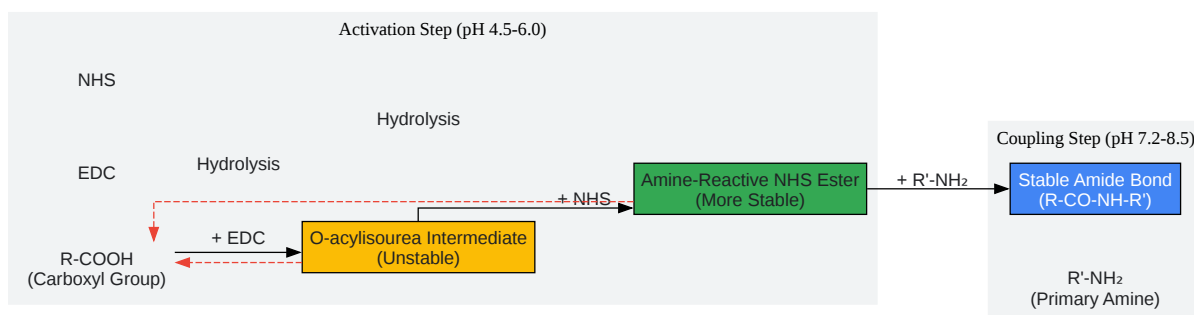 Activation Step (pH 4.5-6.0)
NHS
Hydrolysis
Hydrolysis
EDC
R-COOH
(Carboxyl Group)
+ EDC
O-acylisourea Intermediate
(Unstable)
+ NHS
Amine-Reactive NHS Ester
(More Stable)
+ R'-NH₂
Coupling Step (pH 7.2-8.5)
Stable Amide Bond
(R-CO-NH-R')
R'-NH₂
(Primary Amine)